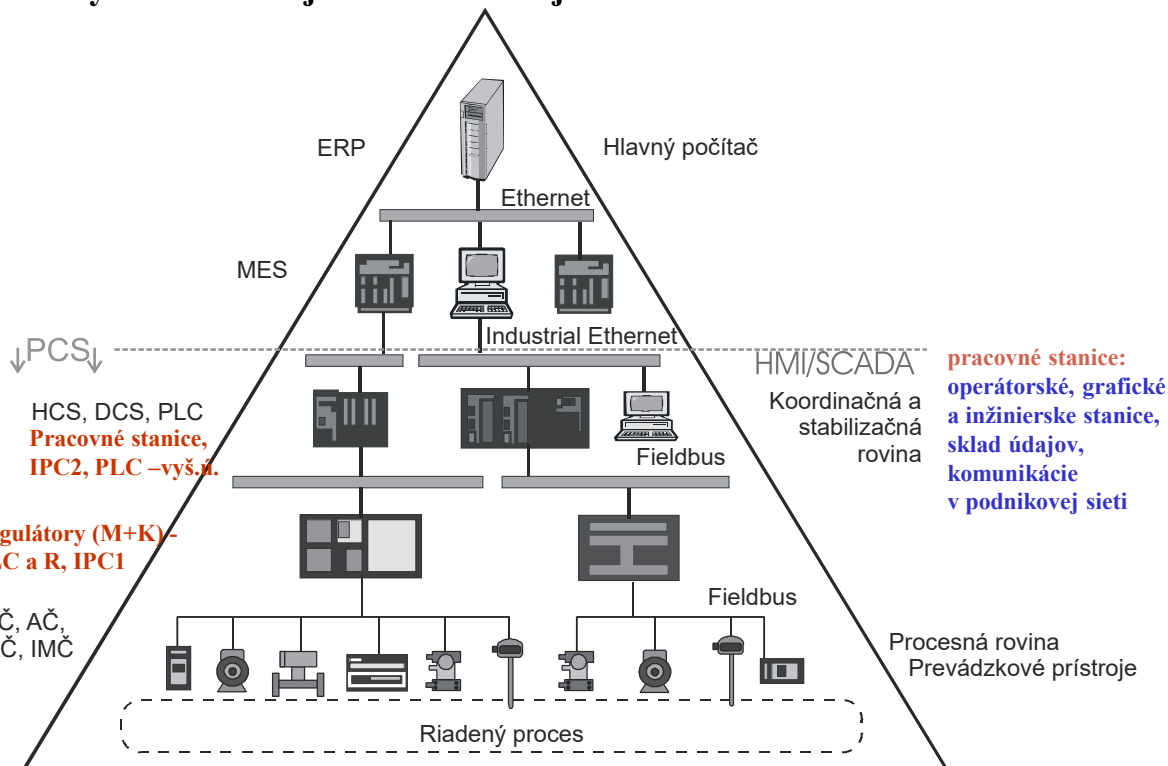 ERP
Hlavný počítač
Ethernet
MES
Industrial Ethernet
↓PCS↓
HMI/SCADA
pracovné stanice:
operátorské, grafické
a inžinierske stanice,
sklad údajov,
komunikácie
v podnikovej sieti
HCS, DCS, PLC
Pracovné stanice,
IPC2, PLC –vyš.ú.
Koordinačná a
stabilizačná
rovina
Fieldbus
gulátory (M+K) -
LC a R, IPC1
Fieldbus
Č, AČ,
Č, IMČ
Procesná rovina
Prevádzkové prístroje
Riadený proces